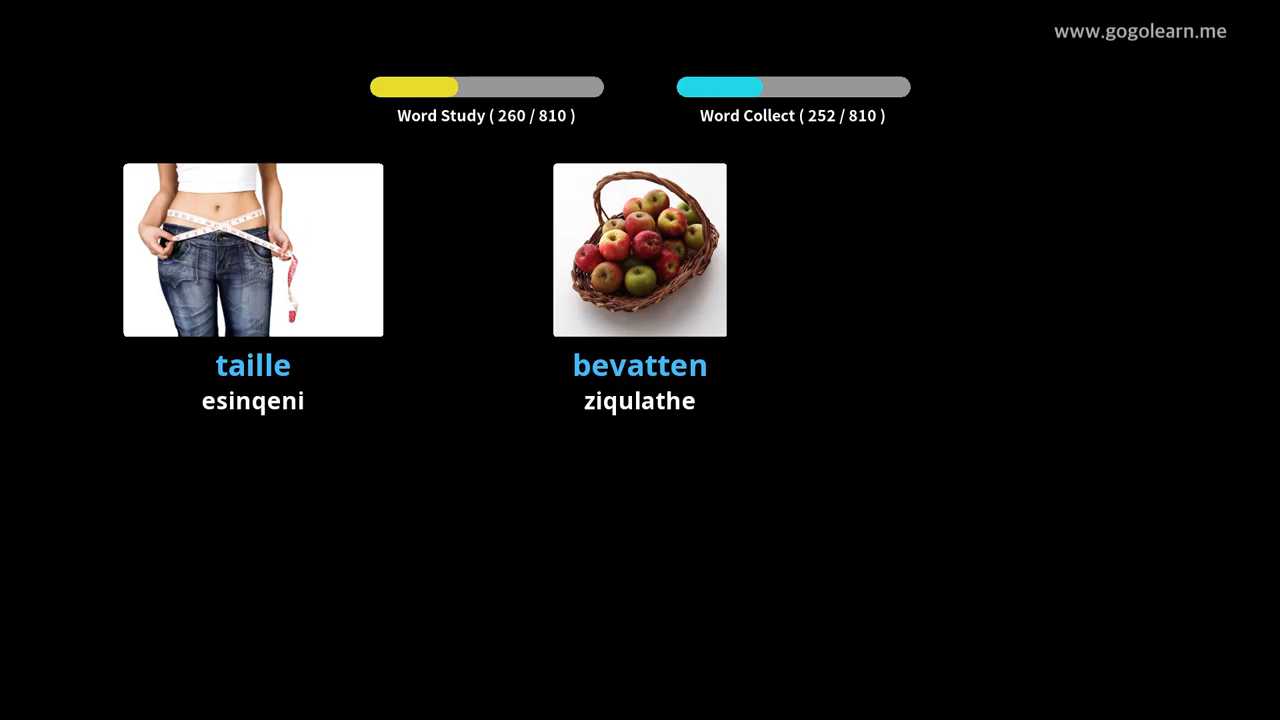 www.gogolearn.me
Word Study ( 260 / 810 )
Word Collect ( 252 / 810 )
taille
esinqeni
bevatten
ziqulathe